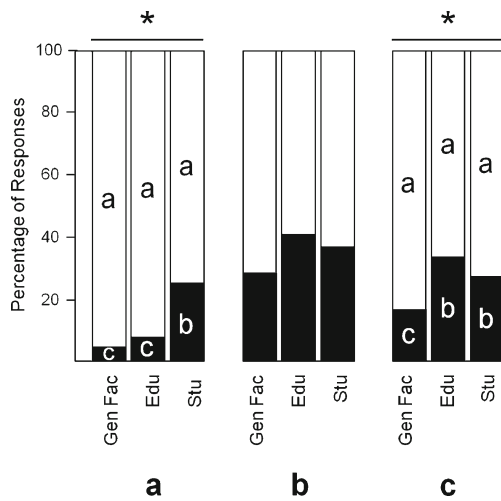 * *
100
80
60
40
20
Percentage of Responses
a a a
c c b
a a a
c b b
Gen Fac Edu Stu Gen Fac Edu Stu Gen Fac Edu Stu
a b c